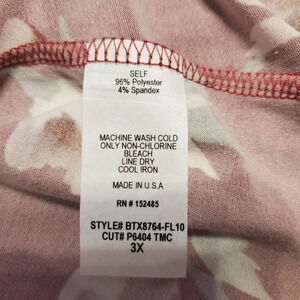 SELF
96% Polyester
4% Spandex
MACHINE WASH COLD
ONLY NON-CHLORINE
BLEACH
LINE DRY
COOL IRON
MADE IN U.S.A
RN # 152485
STYLE# BTX8764-FL10
CUT# P6404 TMC
3X